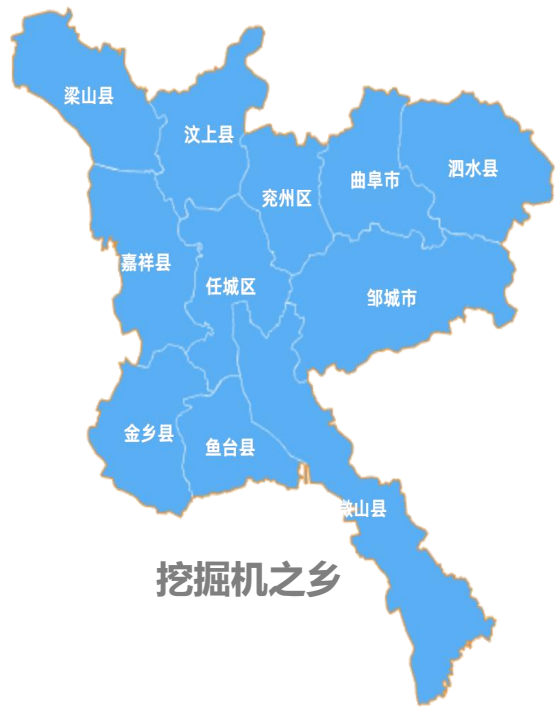 梁山县
汶上县
兖州区
曲阜市
泗水县
嘉祥县
任城区
邹城市
金乡县
鱼台县
微山县
挖掘机之乡